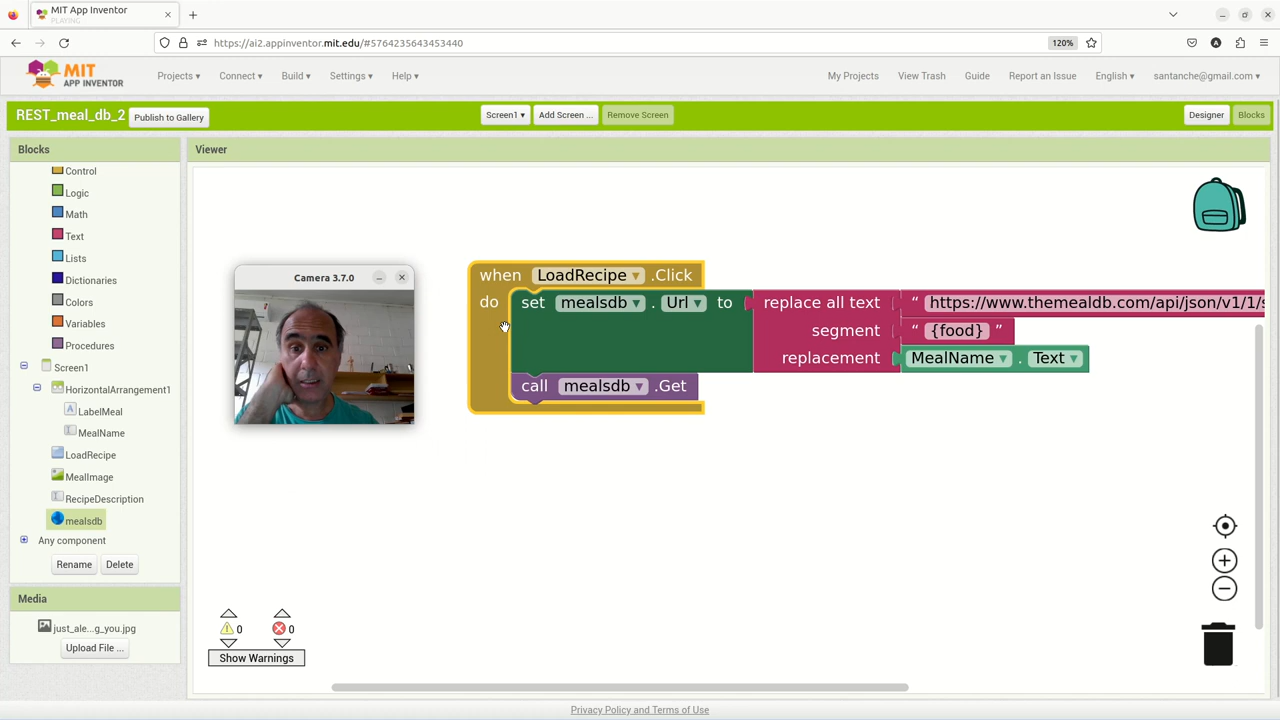 MIT App Inventor
PLAYING
https://ai2.appinventor.mit.edu/#5764235643453440
120%
MIT
APP INVENTOR
Projects ▾
Connect ▾
Build ▾
Settings ▾
Help ▾
My Projects
View Trash
Guide
Report an Issue
English ▾
santanche@gmail.com ▾
REST_meal_db_2
Publish to Gallery
Screen1 ▾
Add Screen ...
Remove Screen
Designer
Blocks
Blocks
Viewer
Control
Logic
Math
Text
Lists
Dictionaries
Colors
Variables
Procedures
Screen1
HorizontalArrangement1
A LabelMeal
MealName
LoadRecipe
MealImage
RecipeDescription
mealsdb
Any component
Rename
Delete
Media
just_ale...g_you.jpg
Upload File ...
Camera 3.7.0
when LoadRecipe ▾ .Click
do set mealsdb ▾ . Url ▾ to replace all text “ https://www.themealdb.com/api/json/v1/1/s
segment “ {food} ”
replacement MealName ▾ . Text ▾
call mealsdb ▾ .Get
0
0
Show Warnings
Privacy Policy and Terms of Use